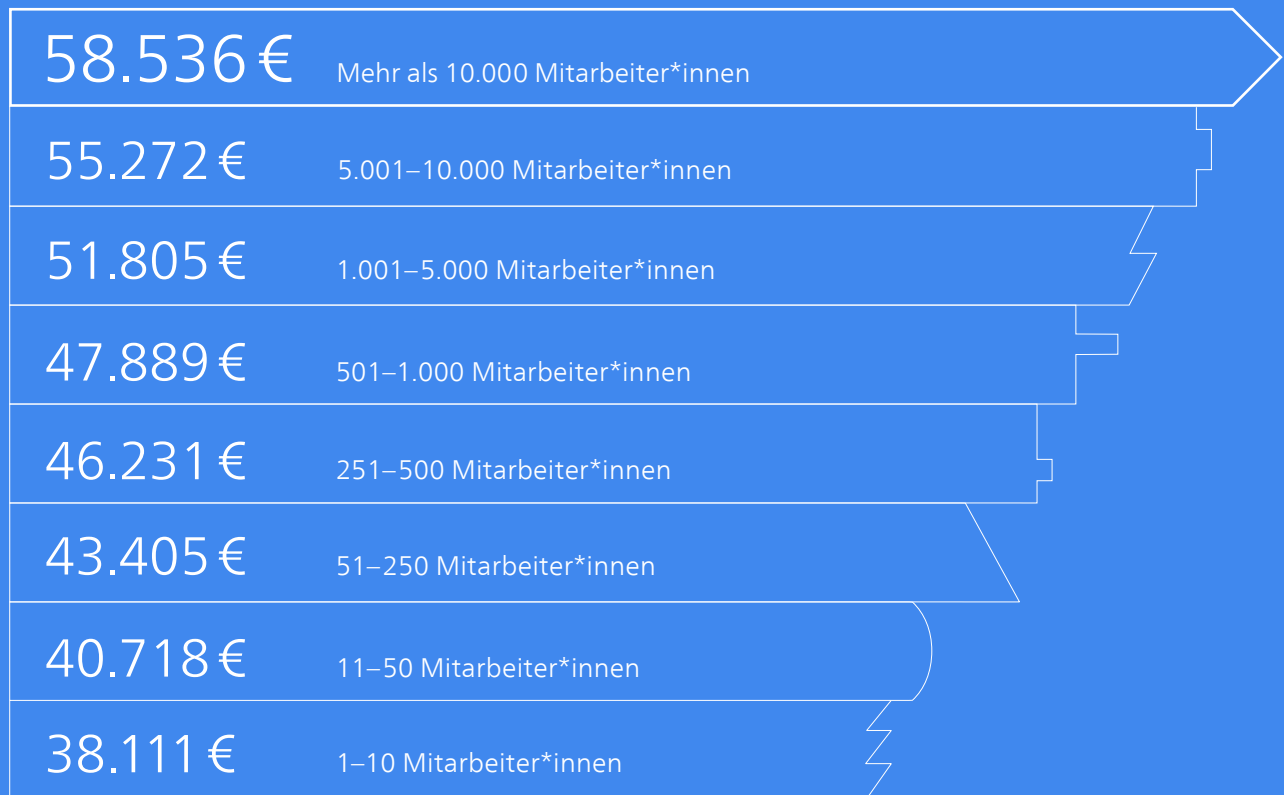 58.536 € Mehr als 10.000 Mitarbeiter*innen
55.272 € 5.001–10.000 Mitarbeiter*innen
51.805 € 1.001–5.000 Mitarbeiter*innen
47.889 € 501–1.000 Mitarbeiter*innen
46.231 € 251–500 Mitarbeiter*innen
43.405 € 51–250 Mitarbeiter*innen
40.718 € 11–50 Mitarbeiter*innen
38.111 € 1–10 Mitarbeiter*innen